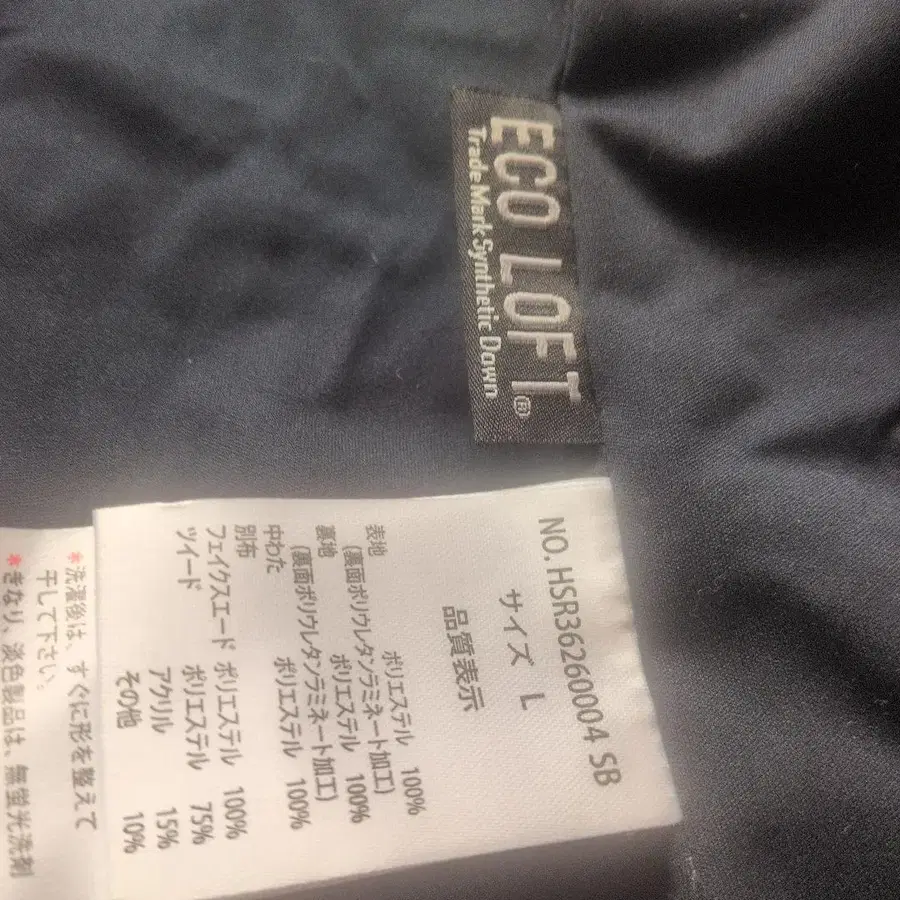 ECO LOFT®
Trade Mark Synthetic Down
NO. HSR36260004 SB
サイズ L
品質表示
表地 ポリエステル 100%
(裏面ポリウレタンラミネート加工)
裏地 ポリエステル 100%
(裏面ポリウレタンラミネート加工)
中わた ポリエステル 100%
別布
フェイクスエード ポリエステル 100%
ツイード ポリエステル 75%
アクリル 15%
その他 10%
*洗濯後は、すぐに形を整えて
干して下さい。
*きなり、淡色製品は、無蛍光洗剤